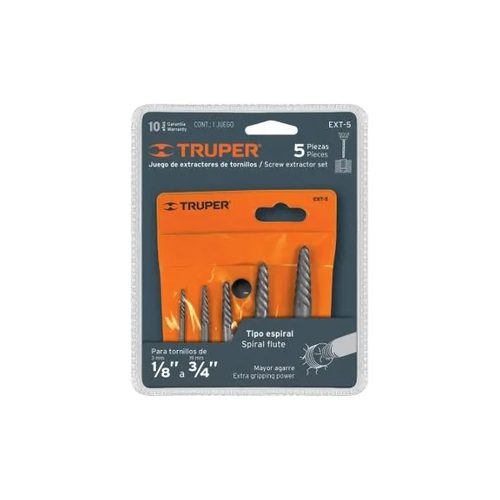 10 años Garantía Warranty CONT.: 1 JUEGO EXT-5
TRUPER® 5 Piezas Pieces
Juego de extractores de tornillos / Screw extractor set
TRUPER EXT-5
Tipo espiral
Spiral flute
Para tornillos de
3 mm 19 mm
1/8" a 3/4"
Mayor agarre
Extra gripping power